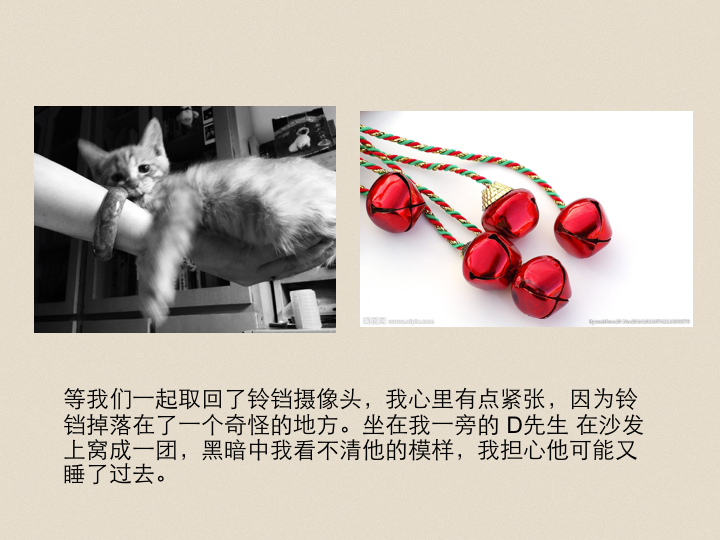 等我们一起取回了铃铛摄像头，我心里有点紧张，因为铃
铛掉落在了一个奇怪的地方。坐在我一旁的 D先生 在沙发
上窝成一团，黑暗中我看不清他的模样，我担心他可能又
睡了过去。